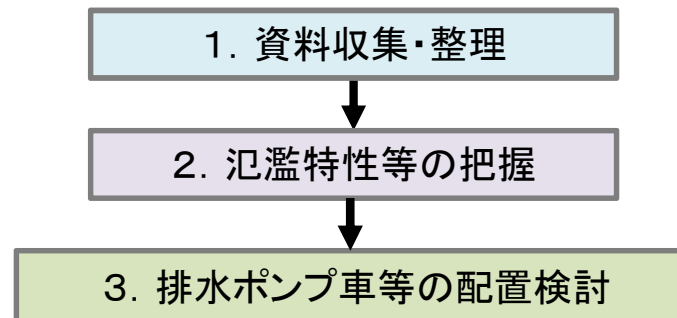 １．資料収集・整理
２．氾濫特性等の把握
３．排水ポンプ車等の配置検討